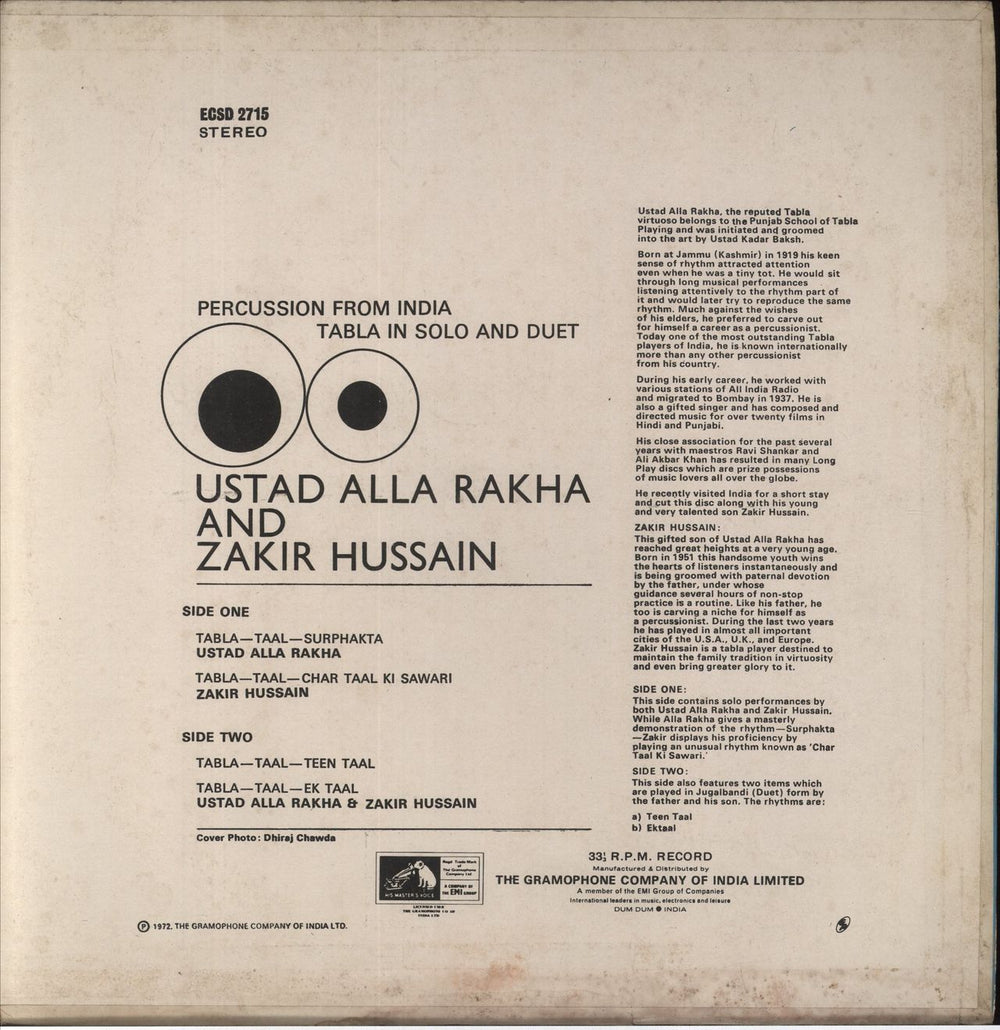 ECSD 2715
STEREO
PERCUSSION FROM INDIA
TABLA IN SOLO AND DUET
USTAD ALLA RAKHA
AND
ZAKIR HUSSAIN
SIDE ONE
TABLA—TAAL—SURPHAKTA
USTAD ALLA RAKHA
TABLA—TAAL—CHAR TAAL KI SAWARI
ZAKIR HUSSAIN
SIDE TWO
TABLA—TAAL—TEEN TAAL
TABLA—TAAL—EK TAAL
USTAD ALLA RAKHA & ZAKIR HUSSAIN
Cover Photo: Dhiraj Chawda
Ustad Alla Rakha, the reputed Tabla
virtuoso belongs to the Punjab School of Tabla
Playing and was initiated and groomed
into the art by Ustad Kadar Baksh.
Born at Jammu (Kashmir) in 1919 his keen
sense of rhythm attracted attention
even when he was a tiny tot. He would sit
through long musical performances
listening attentively to the rhythm part of
it and would later try to reproduce the same
rhythm. Much against the wishes
of his elders, he preferred to carve out
for himself a career as a percussionist.
Today one of the most outstanding Tabla
players of India, he is known internationally
more than any other percussionist
from his country.
During his early career, he worked with
various stations of All India Radio
and migrated to Bombay in 1937. He is
also a gifted singer and has composed and
directed music for over twenty films in
Hindi and Punjabi.
His close association for the past several
years with maestros Ravi Shankar and
Ali Akbar Khan has resulted in many Long
Play discs which are prize possessions
of music lovers all over the globe.
He recently visited India for a short stay
and cut this disc along with his young
and very talented son Zakir Hussain.
ZAKIR HUSSAIN:
This gifted son of Ustad Alla Rakha has
reached great heights at a very young age.
Born in 1951 this handsome youth wins
the hearts of listeners instantaneously and
is being groomed with paternal devotion
by the father, under whose
guidance several hours of non-stop
practice is a routine. Like his father, he
too is carving a niche for himself as
a percussionist. During the last two years
he has played in almost all important
cities of the U.S.A., U.K., and Europe.
Zakir Hussain is a tabla player destined to
maintain the family tradition in virtuosity
and even bring greater glory to it.
SIDE ONE:
This side contains solo performances by
both Ustad Alla Rakha and Zakir Hussain.
While Alla Rakha gives a masterly
demonstration of the rhythm—Surphakta
—Zakir displays his proficiency by
playing an unusual rhythm known as 'Char
Taal Ki Sawari.'
SIDE TWO:
This side also features two items which
are played in Jugalbandi (Duet) form by
the father and his son. The rhythms are:
a) Teen Taal
b) Ektaal
HIS MASTER'S VOICE
Regd. Trade-Mark
of
The Gramophone
Company Ltd
A COMPANY OF
THE EMI GROUP
33⅓ R.P.M. RECORD
Manufactured & Distributed by
THE GRAMOPHONE COMPANY OF INDIA LIMITED
A member of the EMI Group of Companies
International leaders in music, electronics and leisure
DUM DUM ● INDIA
Ⓟ 1972. THE GRAMOPHONE COMPANY OF INDIA LTD.